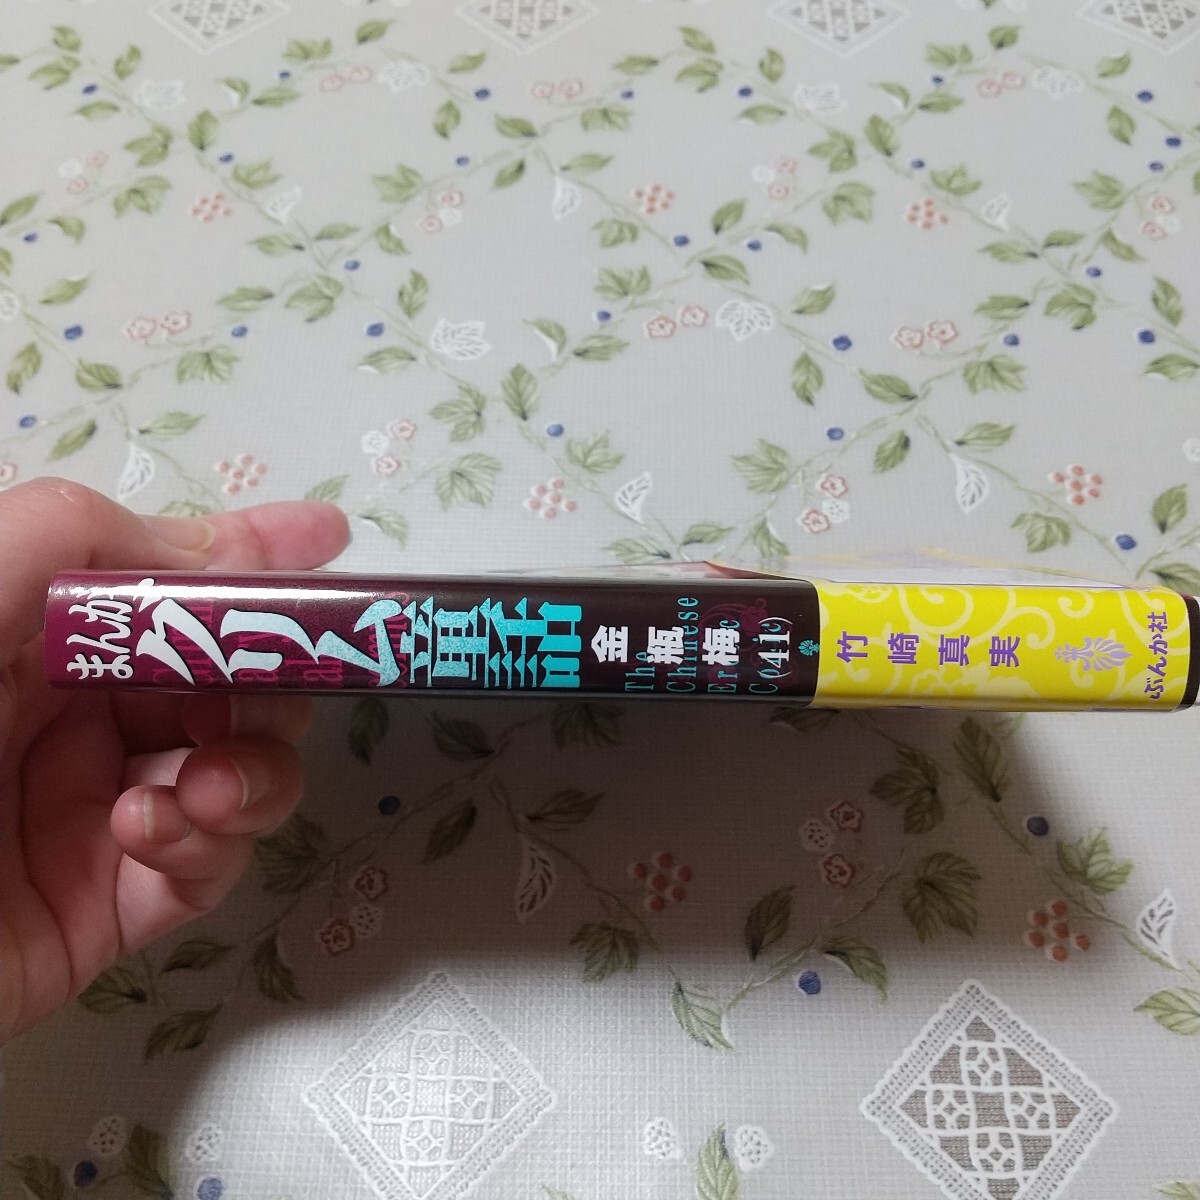 まんが
グリム童話
金瓶梅
The
Chinese
(41)
竹崎真実
ぶんか社